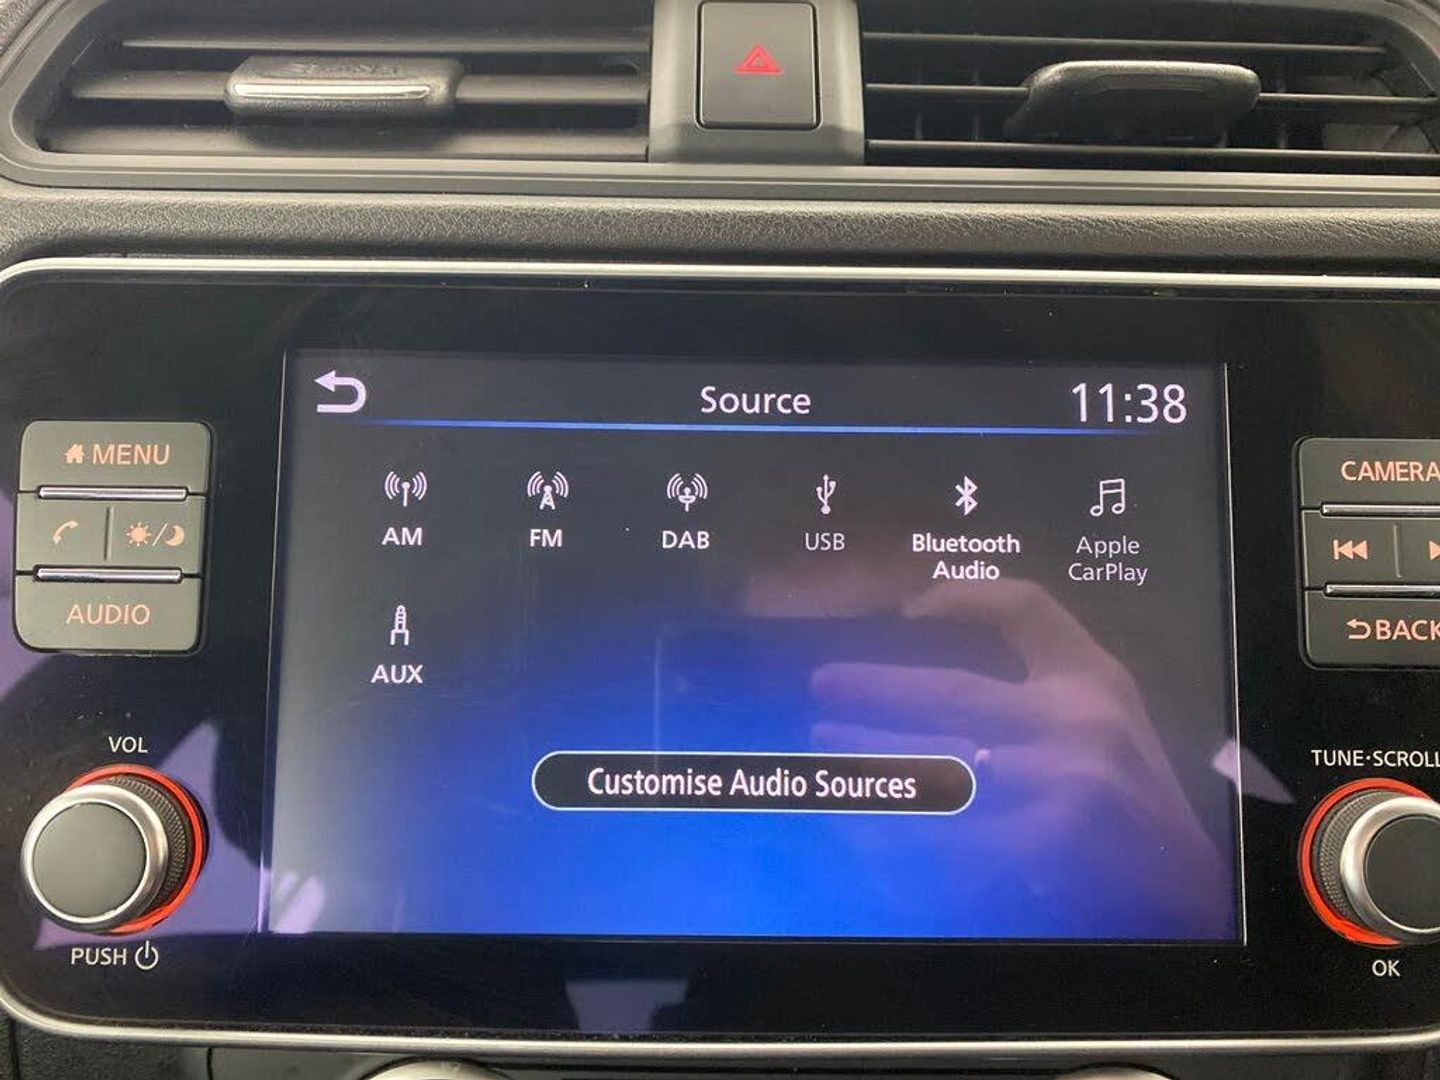 Source
11:38
MENU
CAMERA
AM
FM
DAB
USB
Bluetooth
Audio
Apple
CarPlay
AUDIO
BACK
AUX
VOL
TUNE·SCROLL
Customise Audio Sources
PUSH
OK